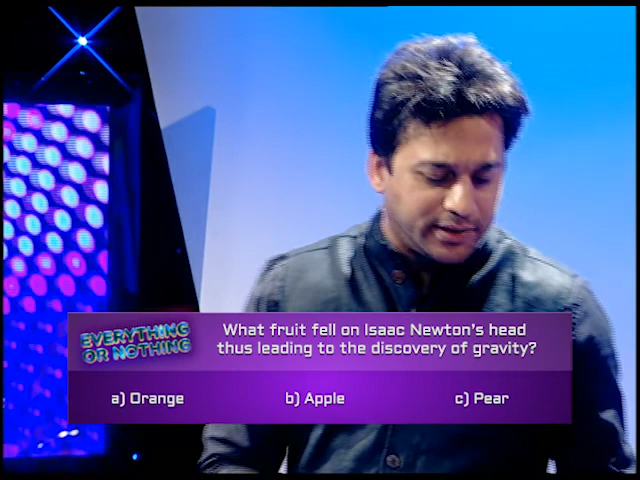 EVERYTHING
OR NOTHING
What fruit fell on Isaac Newton's head
thus leading to the discovery of gravity?
a) Orange
b) Apple
c) Pear